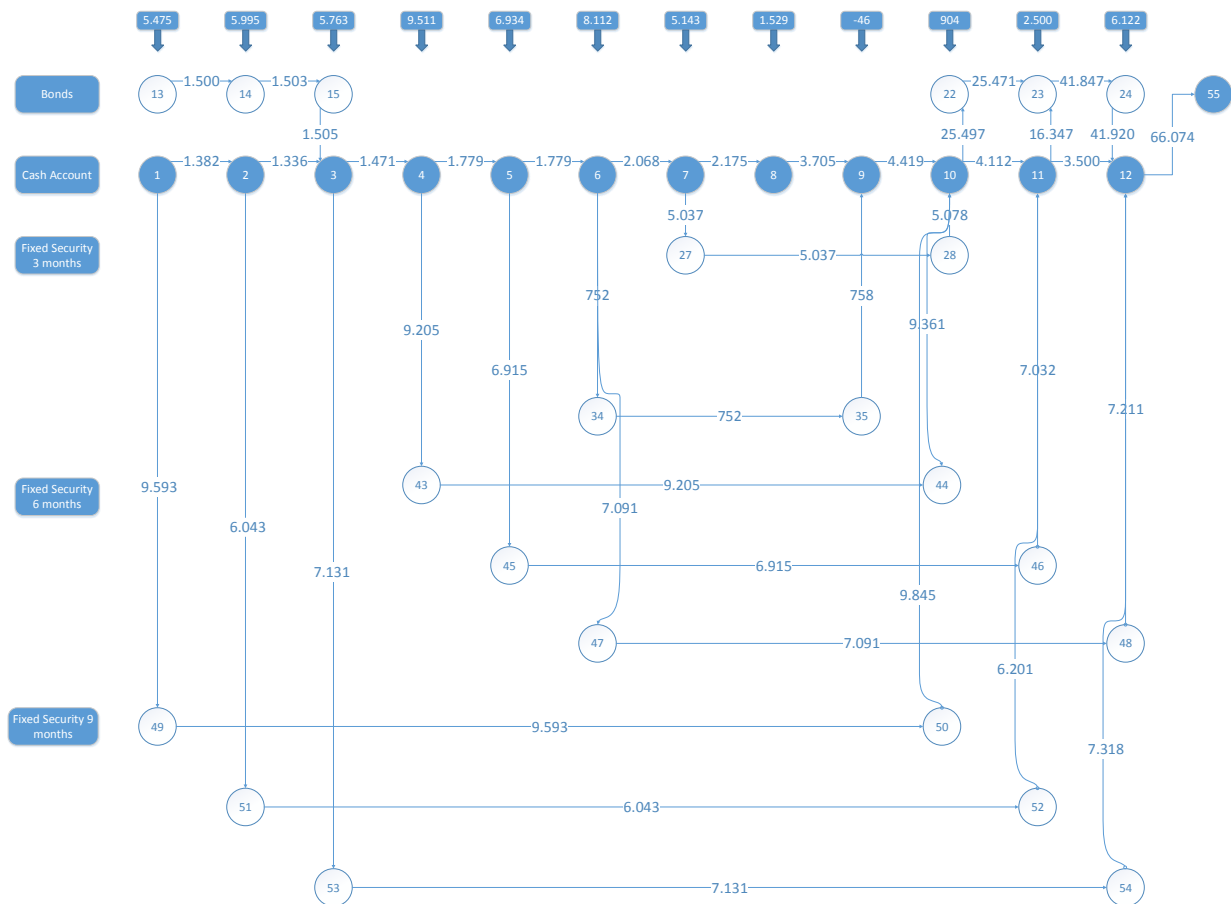 5.475 5.995 5.763 9.511 6.934 8.112 5.143 1.529 -46 904 2.500 6.122
Bonds 13 1.500 14 1.503 15 22 25.471 23 41.847 24 55
1.505 25.497 16.347 41.920 66.074
Cash Account 1 1.382 2 1.336 3 1.471 4 1.779 5 1.779 6 2.068 7 2.175 8 3.705 9 4.419 10 4.112 11 3.500 12
5.037 5.078
Fixed Security
3 months
27 5.037 28
752 758
9.205 9.361
6.915 7.032
7.211
34 752 35
Fixed Security
6 months
9.593 43 9.205 44
7.091
6.043
7.131 45 6.915 46
9.845
47 7.091 48
6.201
Fixed Security 9
months
49 9.593 50
7.318
51 6.043 52
53 7.131 54